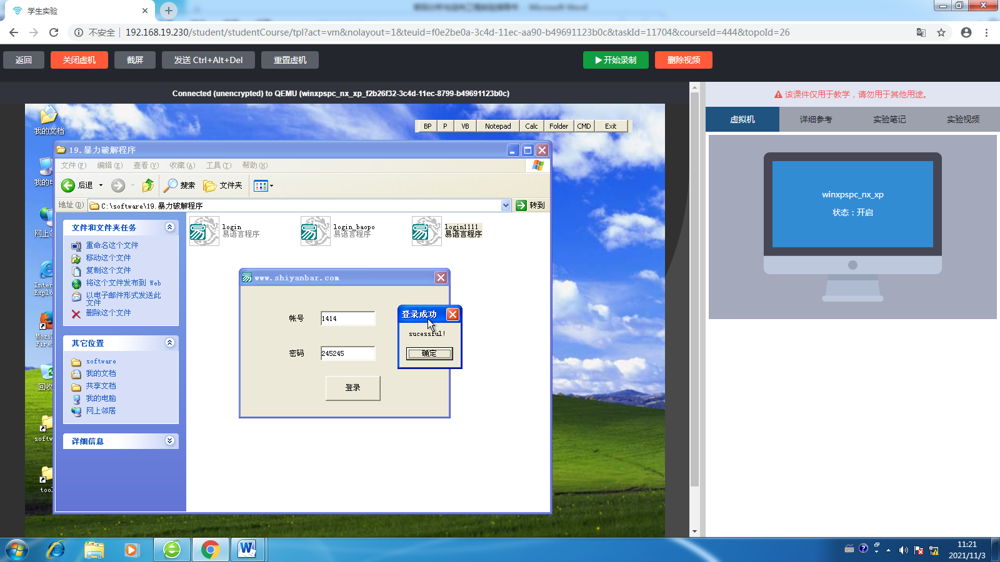 学生实验
不安全
192.168.19.230/student/studentCourse/tpl?act=vm&nolayout=1&teuid=f0e2be0a-3c4d-11ec-aa90-b49691123b0c&taskId=11704&courseId=444&topoId=26
返回
关闭虚机
截屏
发送 Ctrl+Alt+Del
重置虚机
开始录制
删除视频
Connected (unencrypted) to QEMU (winxpspc_nx_xp_f2b26f32-3c4d-11ec-8799-b49691123b0c)
该课件仅用于教学，请勿用于其他用途。
虚拟机
详细参考
实验笔记
实验视频
winxpspc_nx_xp
状态：开启
我的文档
BP
P
VB
Notepad
Calc
Folder
CMD
Exit
19.暴力破解程序
文件(F)
编辑(E)
查看(V)
收藏(A)
工具(T)
帮助(H)
后退
搜索
文件夹
地址(D)
C:\software\19.暴力破解程序
转到
文件和文件夹任务
重命名这个文件
移动这个文件
复制这个文件
将这个文件发布到 Web
以电子邮件形式发送此
文件
删除这个文件
其它位置
software
我的文档
共享文档
我的电脑
网上邻居
详细信息
login
易语言程序
login_baopo
易语言程序
login1111
易语言程序
www.shiyanbar.com
帐号
1414
密码
245245
登录
登录成功
sucessful!
确定
我的
网上
Inter
Explo
Mozi
Fire
回收
softw
tool
11:21
2021/11/3